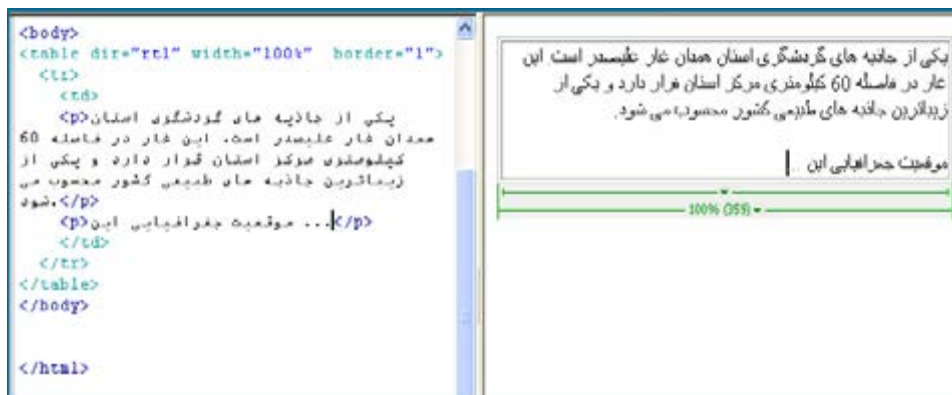 <body>
<table dir="rtl" width="100%" border="1">
<tr>
<td>
<p>یکی از جاذبه های گردشگری استان
همدان غار علیصدر است. این غار در فاصله 60
کیلومتری مرکز استان قرار دارد و یکی از
زیباترین جاذبه های طبیعی کشور محسوب می
شود.</p>
<p>موقعیت جغرافیایی این ...</p>
</td>
</tr>
</table>
</body>
</html>
یکی از جاذبه های گردشگری استان همدان غار علیصدر است این
غار در فاصله 60 کیلومتری مرکز استان قرار دارد و یکی از
زیباترین جاذبه های طبیعی کشور محسوب می شود.
موقعیت جغرافیایی این ...
100% (359)